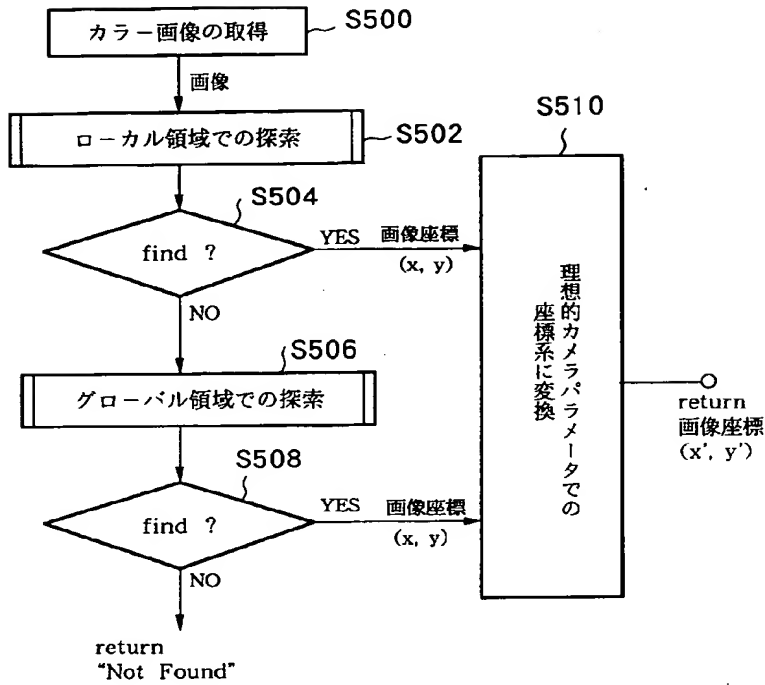 カラー画像の取得
S500
画像
ローカル領域での探索
S502
S504
find ?
YES
画像座標
(x, y)
NO
S506
グローバル領域での探索
S508
find ?
YES
画像座標
(x, y)
NO
return
“Not Found”
S510
理想的カメラパラメータでの
座標系に変換
return
画像座標
(x', y')